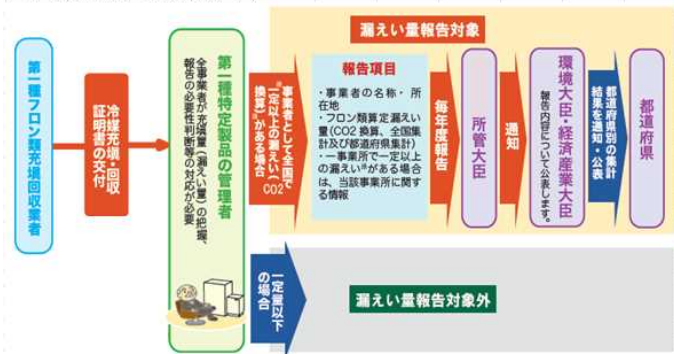 漏えい量報告対象
第一種フロン類充填回収業者
冷媒充填・回収
証明書の交付
第一種特定製品の管理者
全事業者が充填量(漏えい量)の把握、
報告の必要性判断等の対応が必要
事業者として全国で
一定以上の漏えい(CO2
換算)※がある場合
報告項目
・事業者の名称・所
在地
・フロン類算定漏えい
量(CO2 換算、全国集
計及び都道府県集計)
・一事業所で一定以上
の漏えい※がある場合
は、当該事業所に関す
る情報
毎年度報告
所管大臣
通知
環境大臣・経済産業大臣
報告内容について公表します。
都道府県別の集計
結果を通知・公表
都道府県
一定量以下
の場合
漏えい量報告対象外